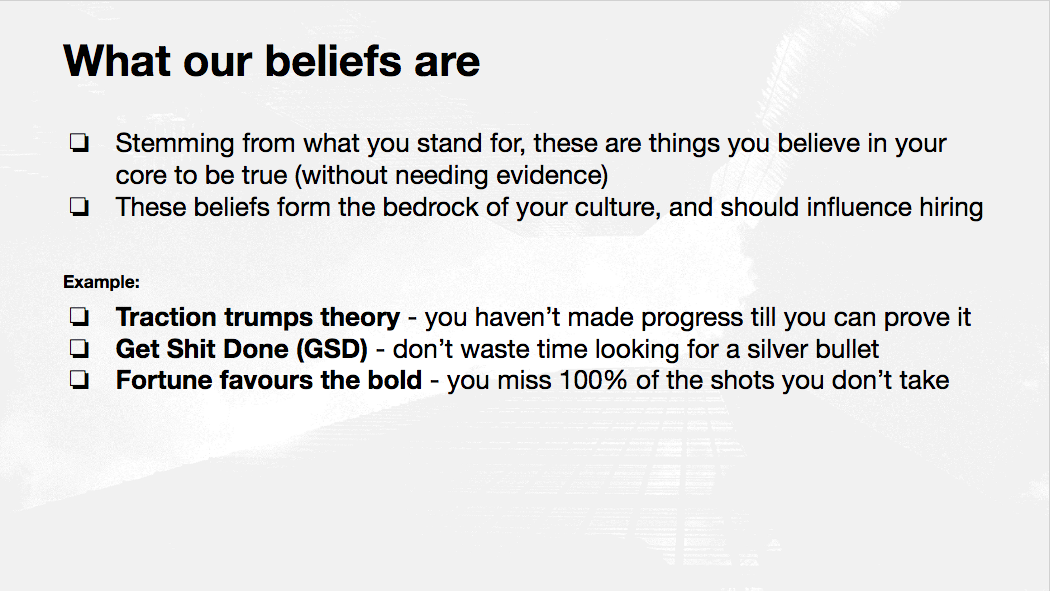 What our beliefs are
❏ Stemming from what you stand for, these are things you believe in your
core to be true (without needing evidence)
❏ These beliefs form the bedrock of your culture, and should influence hiring
Example:
❏ Traction trumps theory - you haven’t made progress till you can prove it
❏ Get Shit Done (GSD) - don’t waste time looking for a silver bullet
❏ Fortune favours the bold - you miss 100% of the shots you don’t take